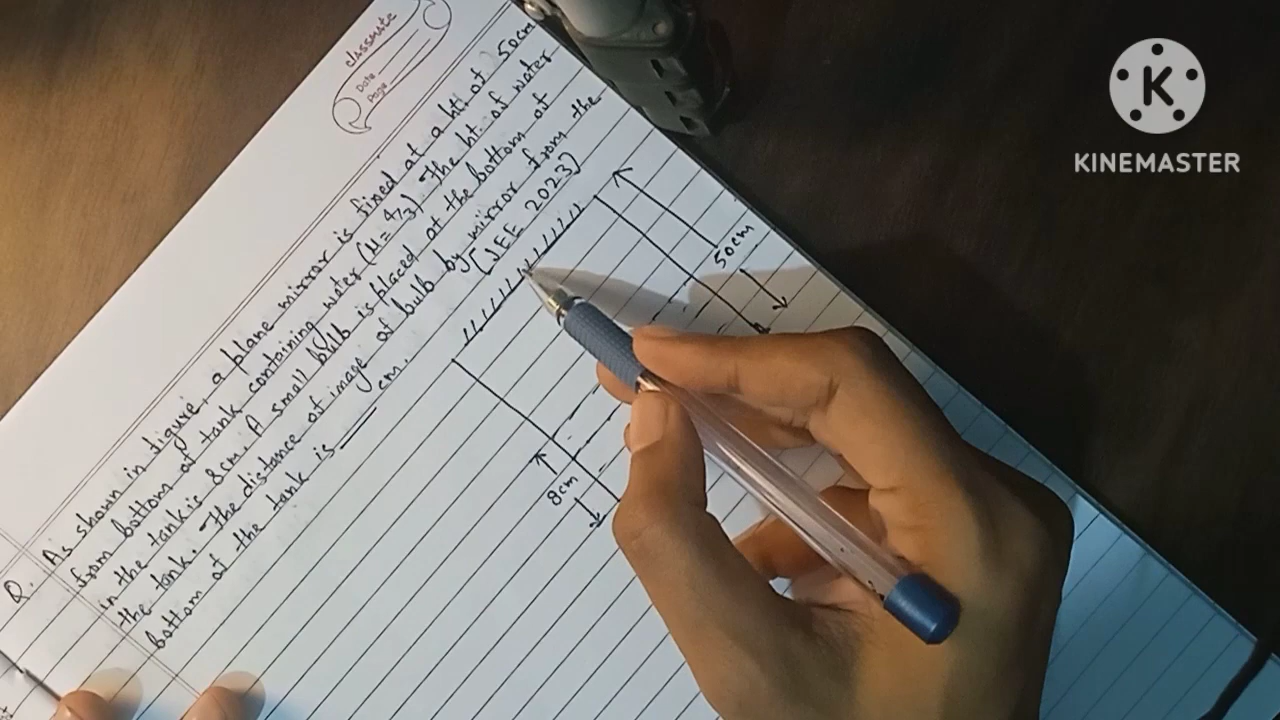 classmate
Date
Page
Q. As shown in figure, a plane mirror is fixed at a ht. of 50cm
from bottom of tank containing water (μ= 4/3). The ht. of water
in the tank is 8cm. A small bulb is placed at the bottom of
the tank. The distance of image of bulb by mirror from the
bottom of the tank is ____ cm. [JEE 2023]
50cm
8cm
K
KINEMASTER